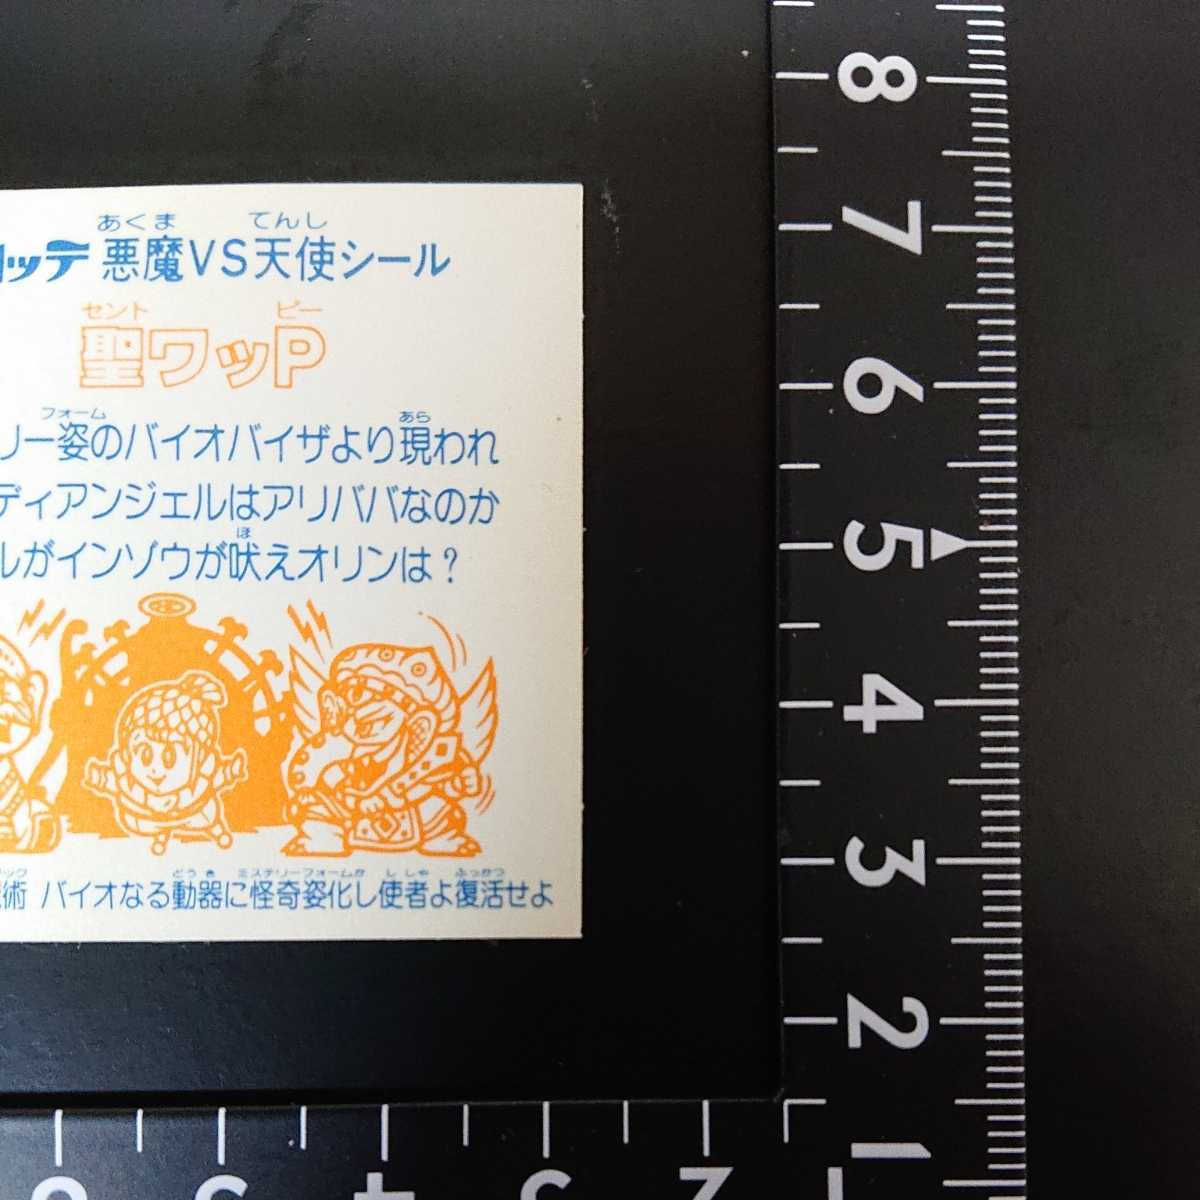 あくま てんし
ッテ 悪魔VS天使シール
セント ピー
聖ワッP
フォーム あら
リー姿のバイオバイザより現われ
ディアンジェルはアリババなのか
ほ
ルがインゾウが吠えオリンは?
ック どうき ミステリーフォームか ししゃ ふっかつ
術 バイオなる動器に怪奇姿化し使者よ復活せよ
8
7
6
5
4
3
2
1
2